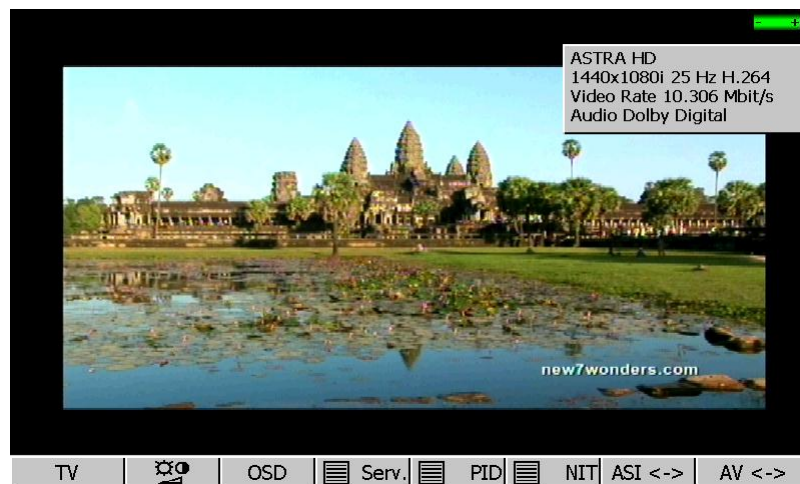 - +
ASTRA HD
1440x1080i 25 Hz H.264
Video Rate 10.306 Mbit/s
Audio Dolby Digital
new7wonders.com
TV OSD Serv. PID NIT ASI <-> AV <->